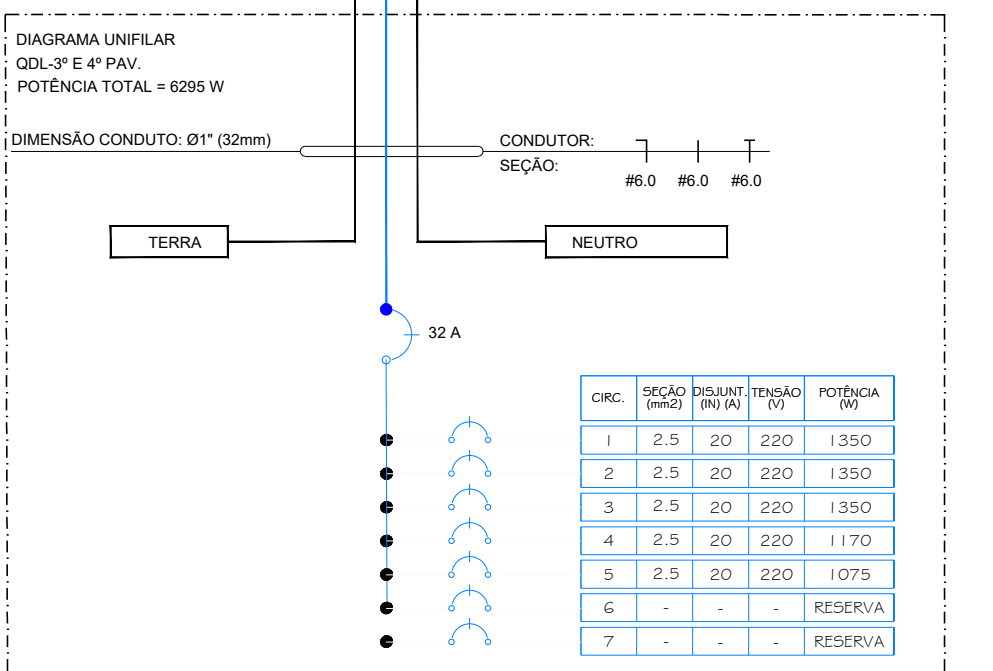 DIAGRAMA UNIFILAR
QDL-3º E 4º PAV.
POTÊNCIA TOTAL = 6295 W
DIMENSÃO CONDUTO: Ø1" (32mm)
CONDUTOR:
SEÇÃO:
#6.0 #6.0 #6.0
TERRA
NEUTRO
32 A
CIRC. SEÇÃO (mm2) DISJUNT. (IN) (A) TENSÃO (V) POTÊNCIA (W)
1 2.5 20 220 1350
2 2.5 20 220 1350
3 2.5 20 220 1350
4 2.5 20 220 1170
5 2.5 20 220 1075
6 - - - RESERVA
7 - - - RESERVA